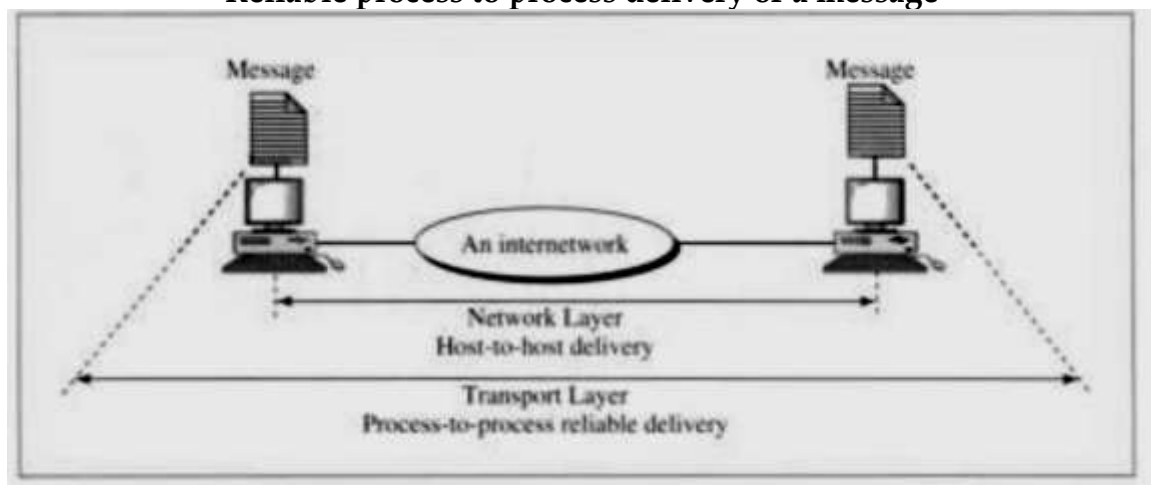 Reliable process to process delivery of a message
Message
Message
An internetwork
Network Layer
Host-to-host delivery
Transport Layer
Process-to-process reliable delivery